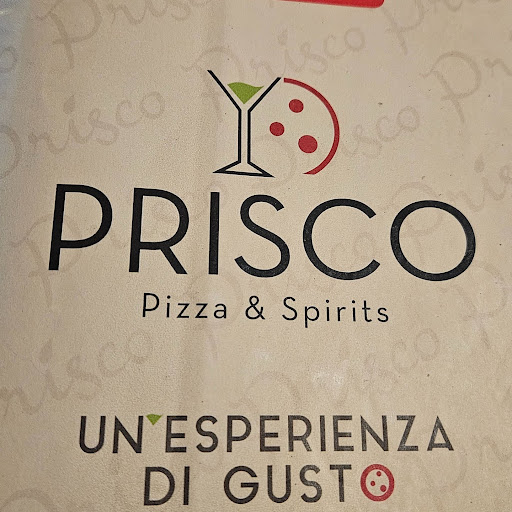 PRISCO
Pizza & Spirits
UN'ESPERIENZA
DI GUSTO